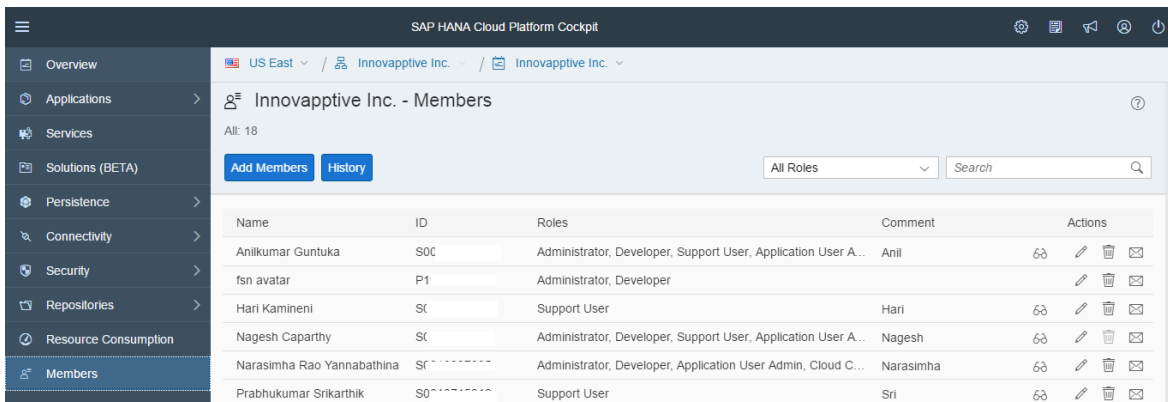 SAP HANA Cloud Platform Cockpit
Overview
US East / Innovapptive Inc. / Innovapptive Inc.
Applications
Innovapptive Inc. - Members
Services
All: 18
Solutions (BETA)
Add Members History All Roles Search
Persistence
Name ID Roles Comment Actions
Connectivity
Anilkumar Guntuka Administrator, Developer, Support User, Application User A... Anil
Security
fsn avatar Administrator, Developer
Repositories
Hari Kamineni Support User Hari
Resource Consumption
Nagesh Caparthy Administrator, Developer, Support User, Application User A... Nagesh
Members
Narasimha Rao Yannabathina Administrator, Developer, Application User Admin, Cloud C... Narasimha
Prabhukumar Srikarthik Support User Sri